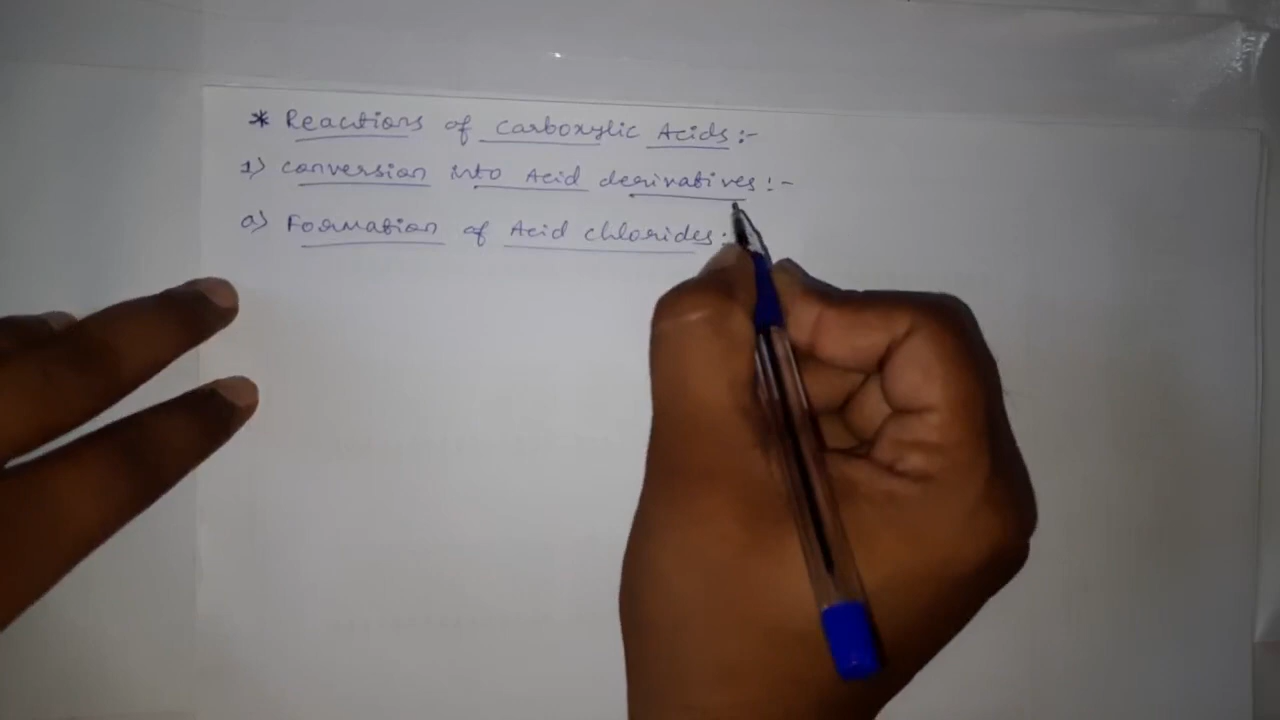 * Reactions of Carboxylic Acids :-
1) Conversion into Acid derivatives :-
a) Formation of Acid chlorides